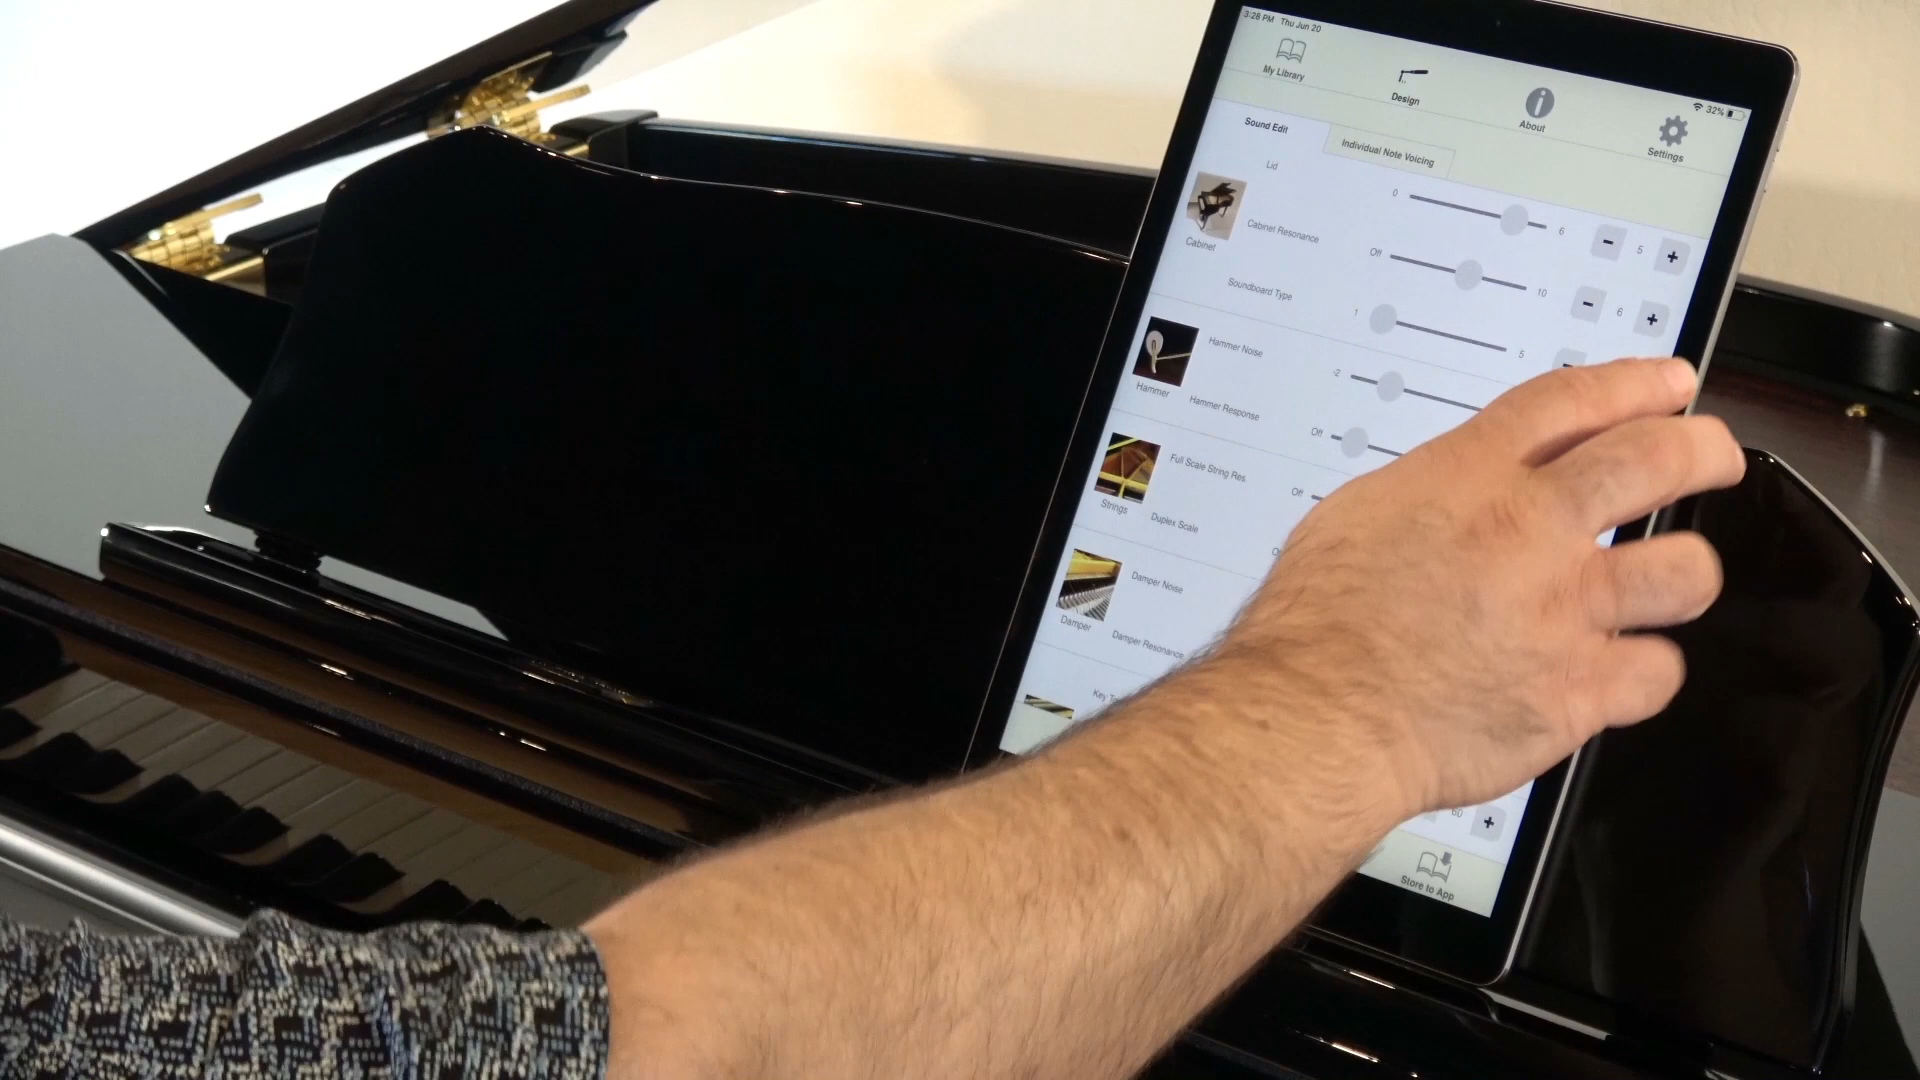 3:28 PM Thu Jun 20
32%
My Library
Design
About
Settings
Sound Edit
Individual Note Voicing
Lid
0
6
5
Cabinet
Cabinet Resonance
Off
10
6
Soundboard Type
1
5
Hammer
Hammer Noise
-2
Hammer Response
Off
Strings
Full Scale String Res
Off
Duplex Scale
Damper
Damper Noise
Damper Resonance
Key
60
Store to App